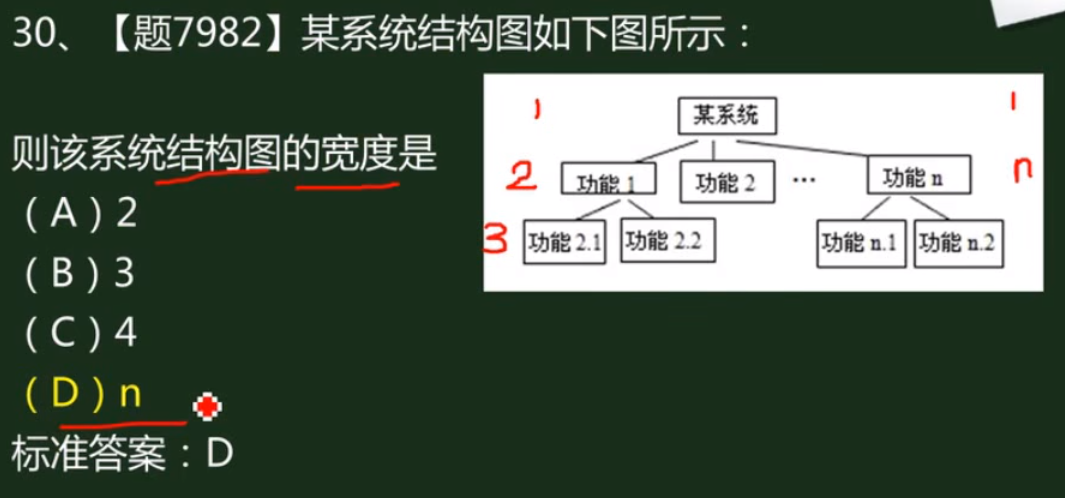 30、【题7982】某系统结构图如下图所示：
则该系统结构图的宽度是
（A）2
（B）3
（C）4
（D）n
标准答案：D
1
某系统
1
2
功能 1
功能 2
...
功能 n
n
3
功能 2.1
功能 2.2
功能 n.1
功能 n.2